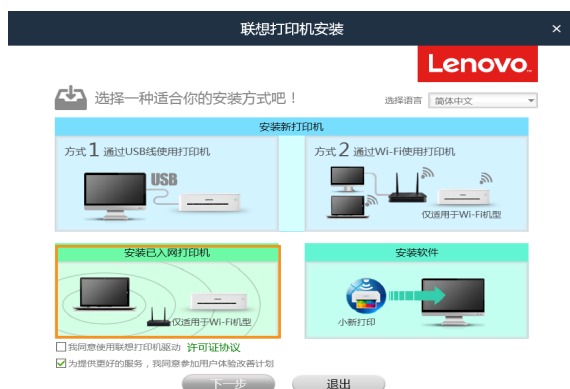 联想打印机安装
×
Lenovo
选择一种适合你的安装方式吧！
选择语言 简体中文
安装新打印机
方式1 通过USB线使用打印机
方式2 通过Wi-Fi使用打印机
USB
仅适用于Wi-Fi机型
安装已入网打印机
安装软件
仅适用于Wi-Fi机型
小新打印
我同意使用联想打印机驱动 许可证协议
为提供更好的服务，我同意参加用户体验改善计划
下一步
退出